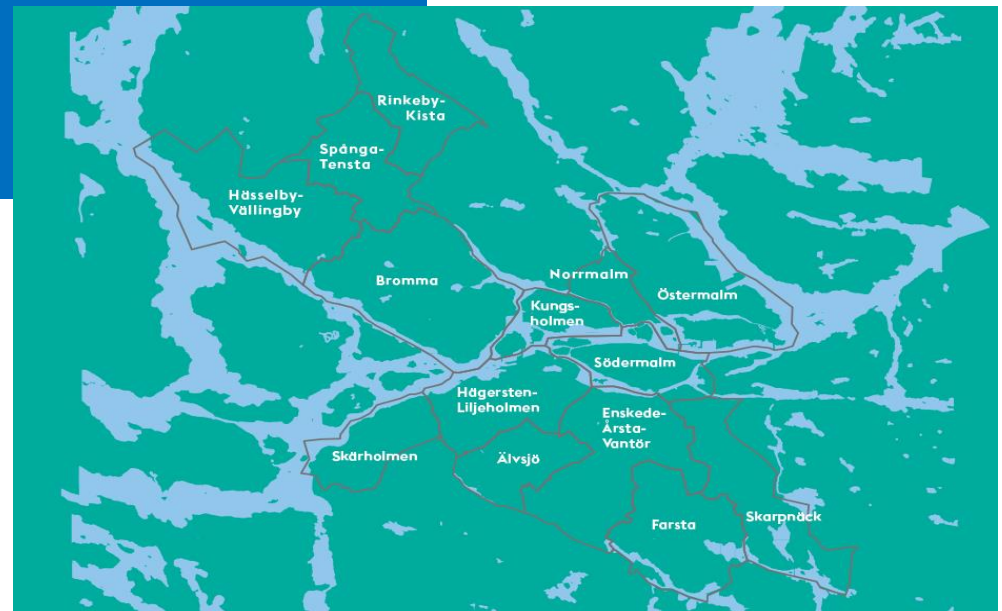 Rinkeby-
Kista
Spånga-
Tensta
Hässelby-
Vällingby
Bromma
Norrmalm
Östermalm
Kungs-
holmen
Södermalm
Hägersten-
Liljeholmen
Enskede-
Årsta-
Vantör
Skärholmen
Älvsjö
Farsta
Skarpnäck